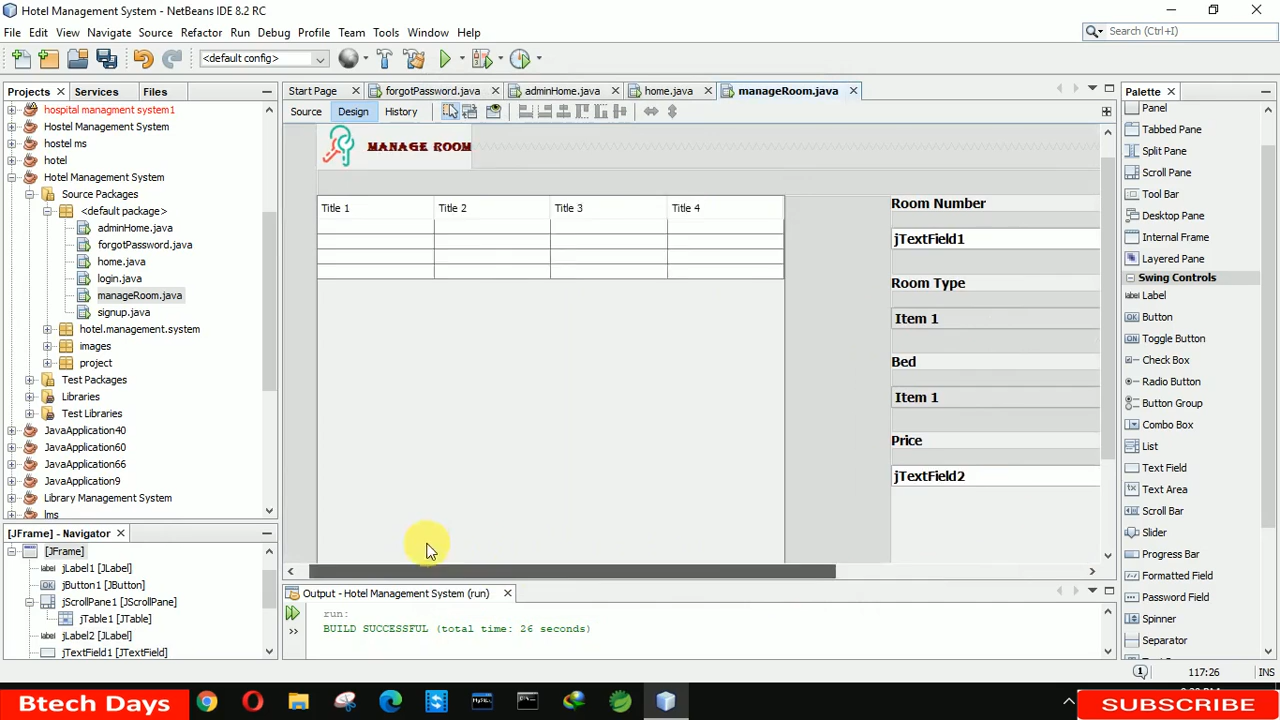 Hotel Management System - NetBeans IDE 8.2 RC
File Edit View Navigate Source Refactor Run Debug Profile Team Tools Window Help
Search (Ctrl+I)
<default config>
Projects Services Files
Start Page forgotPassword.java adminHome.java home.java manageRoom.java
Palette
Source Design History
hospital managment system1
Hostel Management System
hostel ms
hotel
Hotel Management System
Source Packages
<default package>
adminHome.java
forgotPassword.java
home.java
login.java
manageRoom.java
signup.java
hotel.management.system
images
project
Test Packages
Libraries
Test Libraries
JavaApplication40
JavaApplication60
JavaApplication66
JavaApplication9
Library Management System
lms
MANAGE ROOM
Title 1 Title 2 Title 3 Title 4
Room Number
jTextField1
Room Type
Item 1
Bed
Item 1
Price
jTextField2
Panel
Tabbed Pane
Split Pane
Scroll Pane
Tool Bar
Desktop Pane
Internal Frame
Layered Pane
Swing Controls
Label
Button
Toggle Button
Check Box
Radio Button
Button Group
Combo Box
List
Text Field
Text Area
Scroll Bar
Slider
Progress Bar
Formatted Field
Password Field
Spinner
Separator
[JFrame] - Navigator
[JFrame]
jLabel1 [JLabel]
jButton1 [JButton]
jScrollPane1 [JScrollPane]
jTable1 [JTable]
jLabel2 [JLabel]
jTextField1 [JTextField]
Output - Hotel Management System (run)
run:
BUILD SUCCESSFUL (total time: 26 seconds)
117:26 INS
Btech Days
SUBSCRIBE